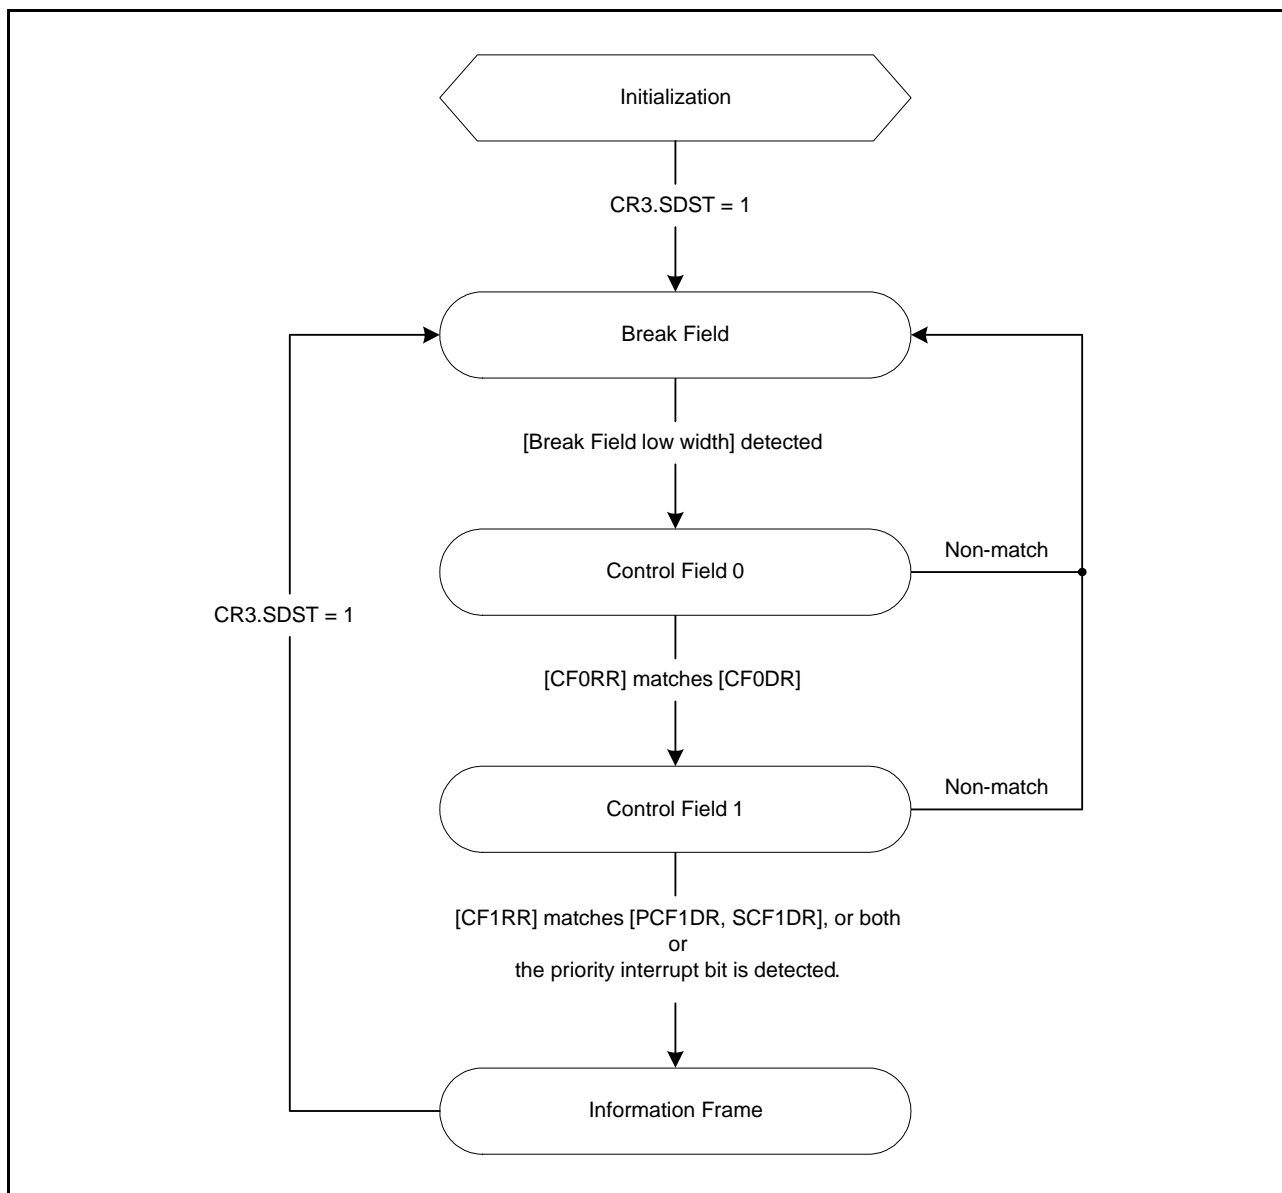 Initialization
CR3.SDST = 1
Break Field
[Break Field low width] detected
Control Field 0
Non-match
CR3.SDST = 1
[CF0RR] matches [CF0DR]
Control Field 1
Non-match
[CF1RR] matches [PCF1DR, SCF1DR], or both
or
the priority interrupt bit is detected.
Information Frame